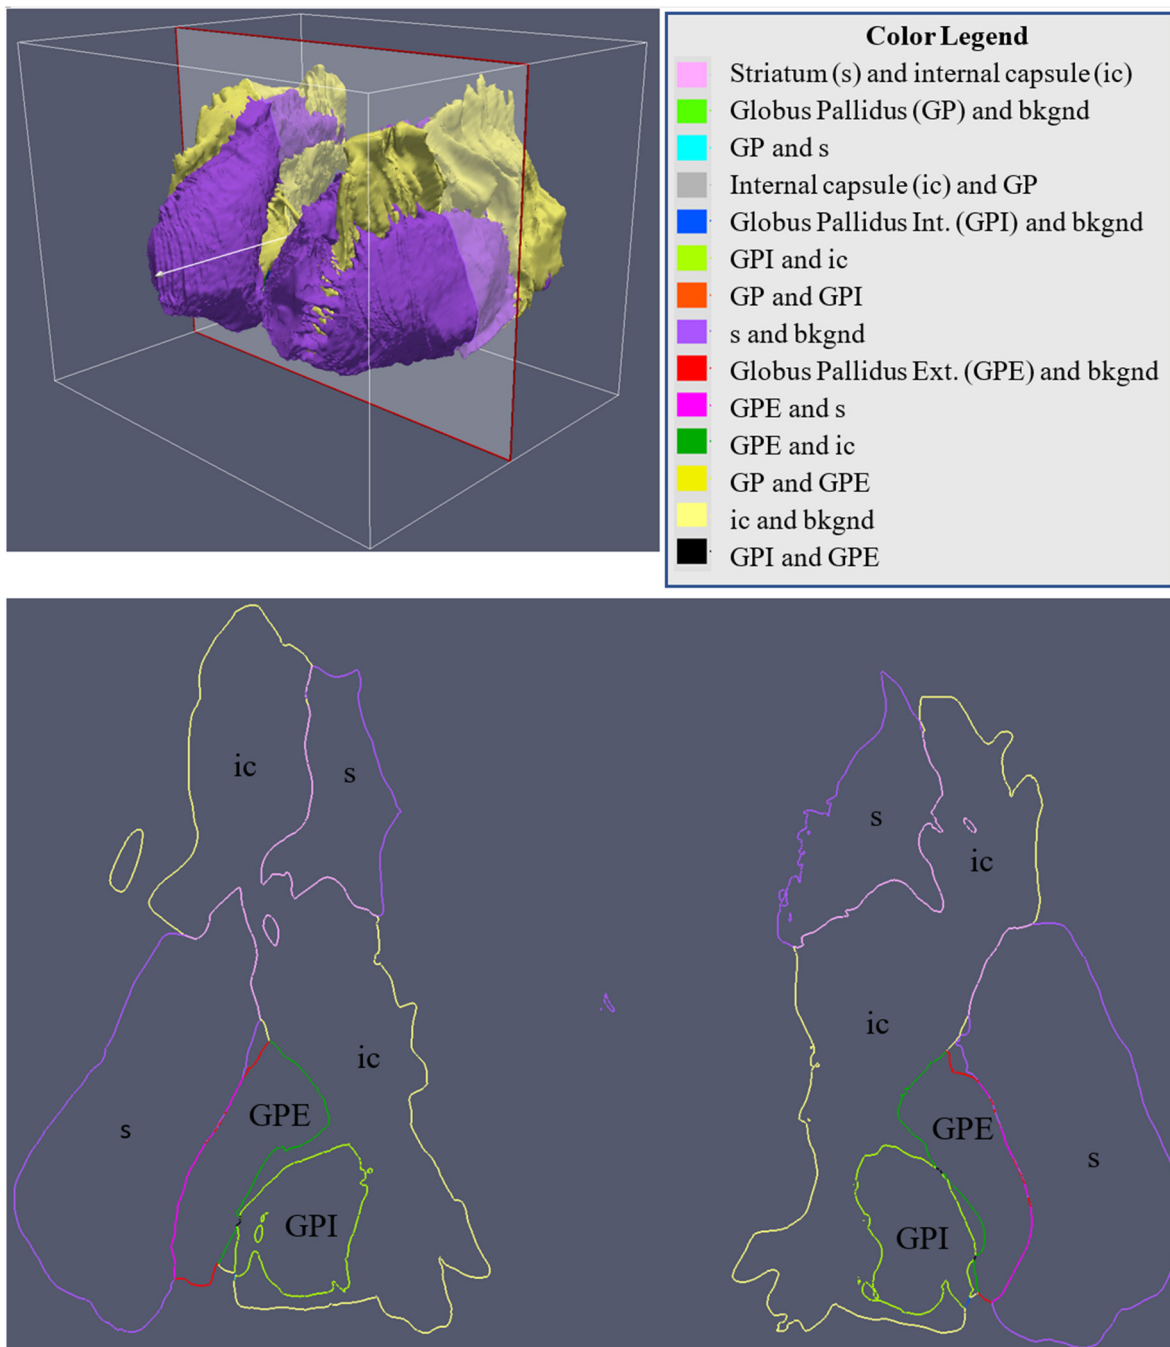 Color Legend
Striatum (s) and internal capsule (ic)
Globus Pallidus (GP) and bkgnd
GP and s
Internal capsule (ic) and GP
Globus Pallidus Int. (GPI) and bkgnd
GPI and ic
GP and GPI
s and bkgnd
Globus Pallidus Ext. (GPE) and bkgnd
GPE and s
GPE and ic
GP and GPE
ic and bkgnd
GPI and GPE
ic
s
s
ic
ic
ic
GPE
s
GPI
GPE
s
GPI